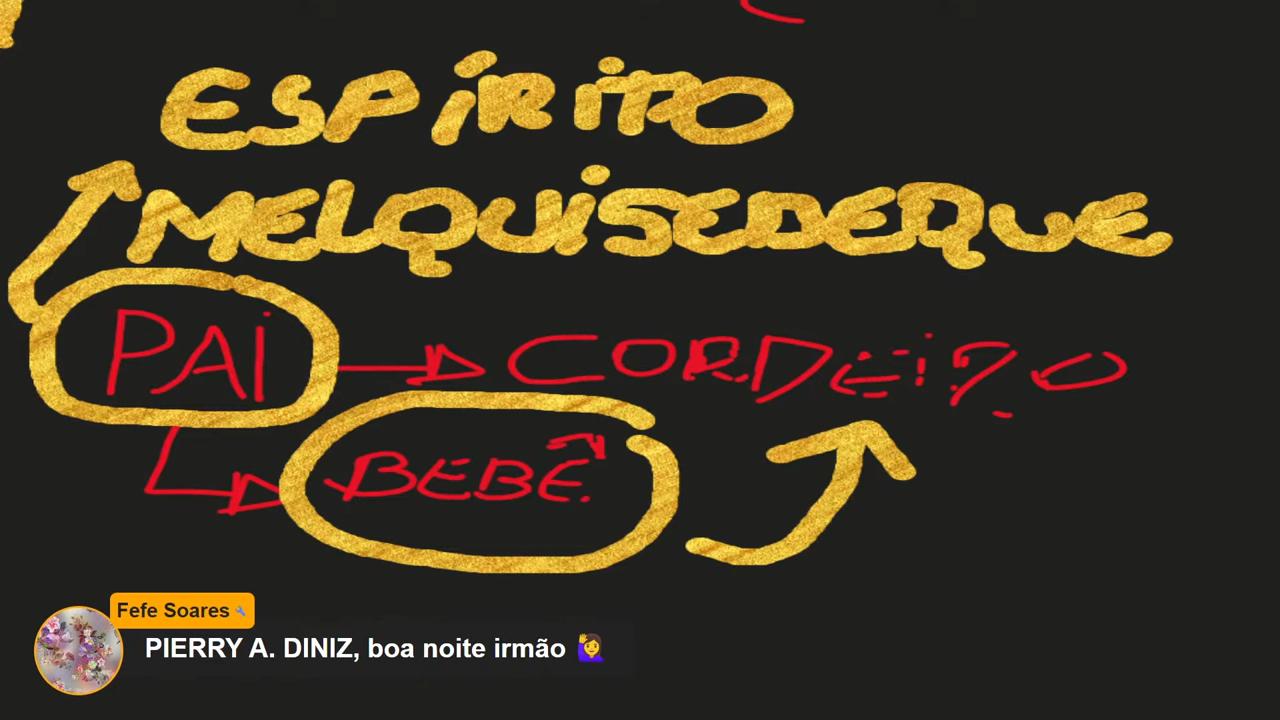 ESPÍRITO
MELQUISEDEQUE
PAI CORDEIRO
BEBÊ
Fefe Soares
PIERRY A. DINIZ, boa noite irmão 🙋‍♀️